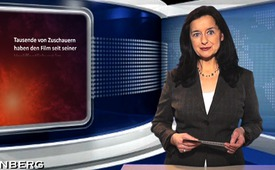 Tausende von Zuschauern
haben den Film seit seiner
NBERG